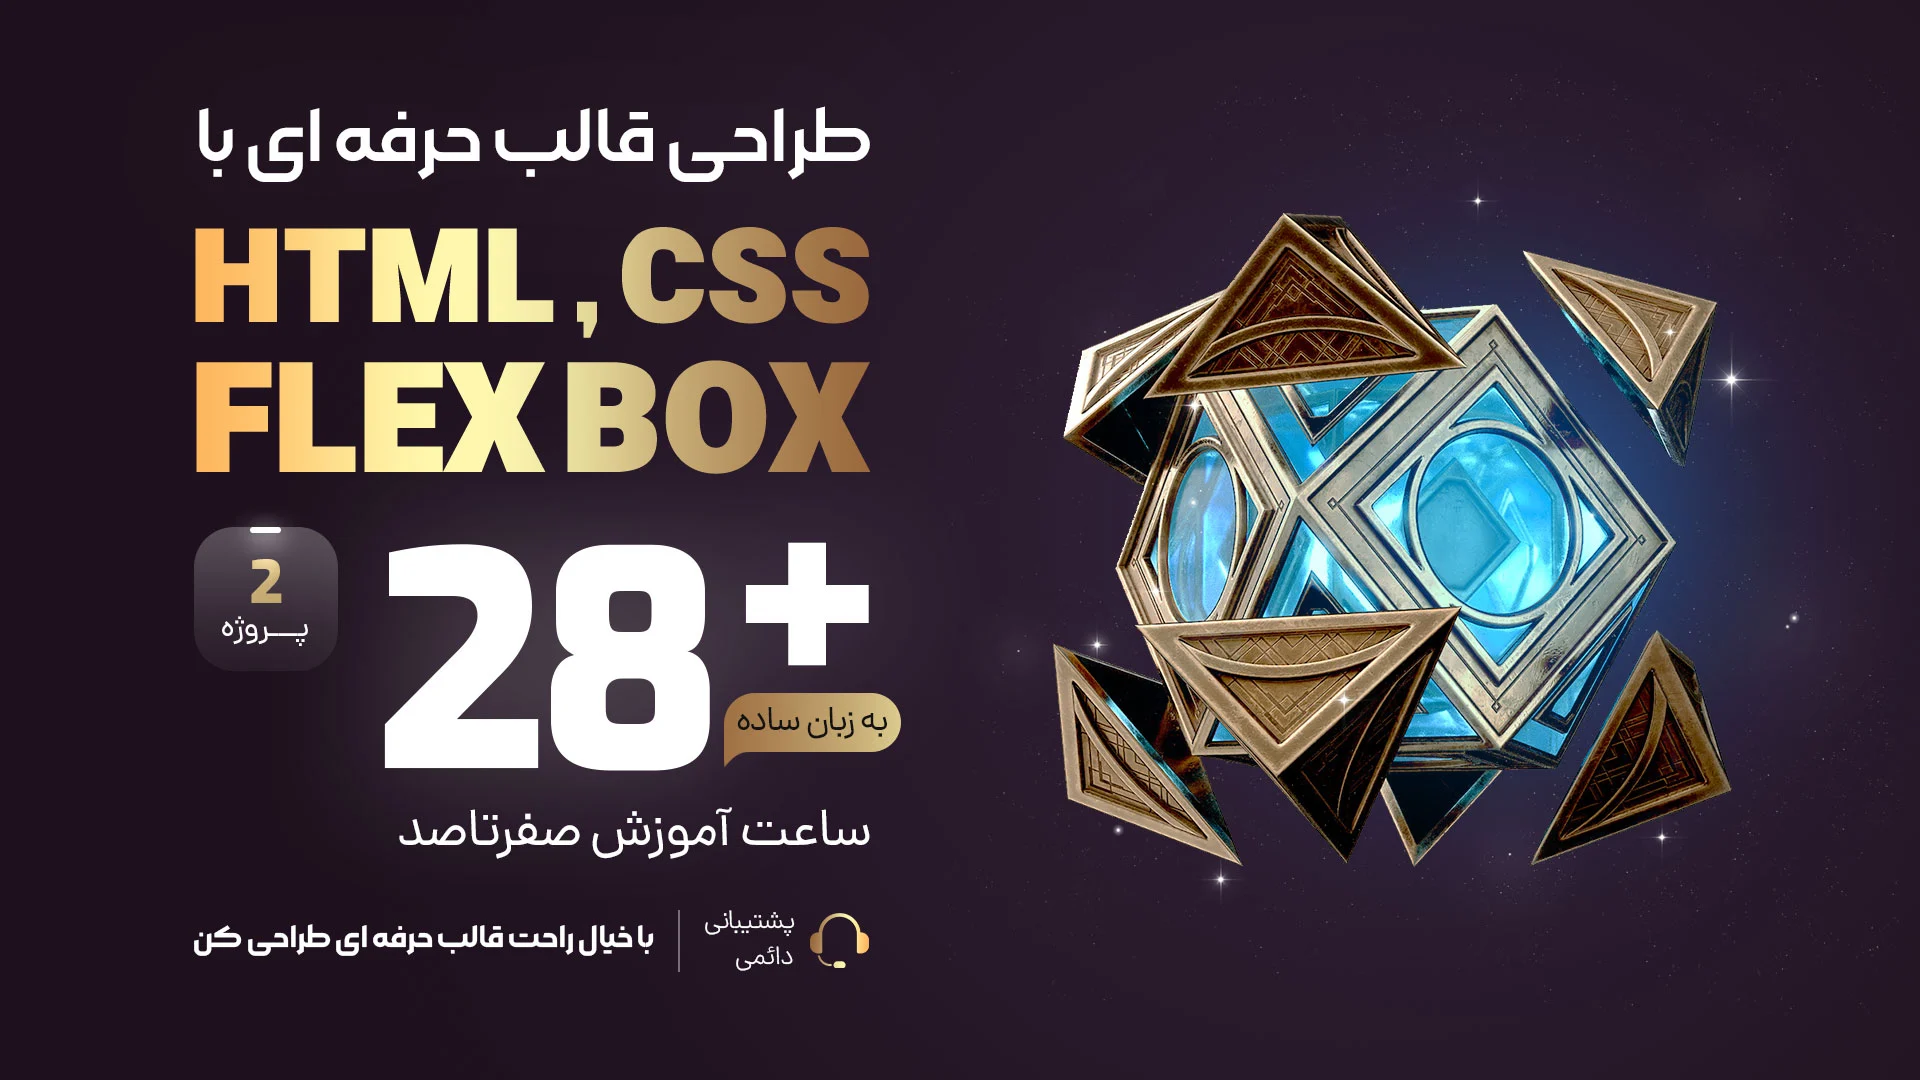 طراحی قالب حرفه ای با
HTML , CSS
FLEX BOX
28+
به زبان ساده
2
پـــروژه
ساعت آموزش صفرتاصد
پشتیبانی
دائمی
با خیال راحت قالب حرفه ای طراحی کن